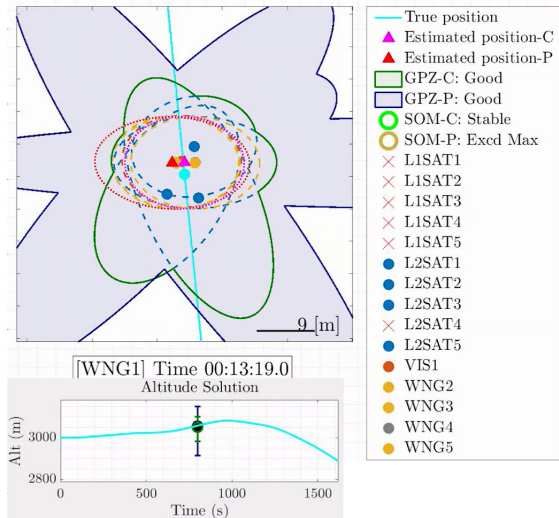 True position
Estimated position-C
Estimated position-P
GPZ-C: Good
GPZ-P: Good
SOM-C: Stable
SOM-P: Excd Max
L1SAT1
L1SAT2
L1SAT3
L1SAT4
L1SAT5
L2SAT1
L2SAT2
L2SAT3
L2SAT4
L2SAT5
VIS1
WNG2
WNG3
WNG4
WNG5
9 [m]
[WNG1] Time 00:13:19.0
Altitude Solution
Alt (m)
3000
2800
0 500 1000 1500
Time (s)